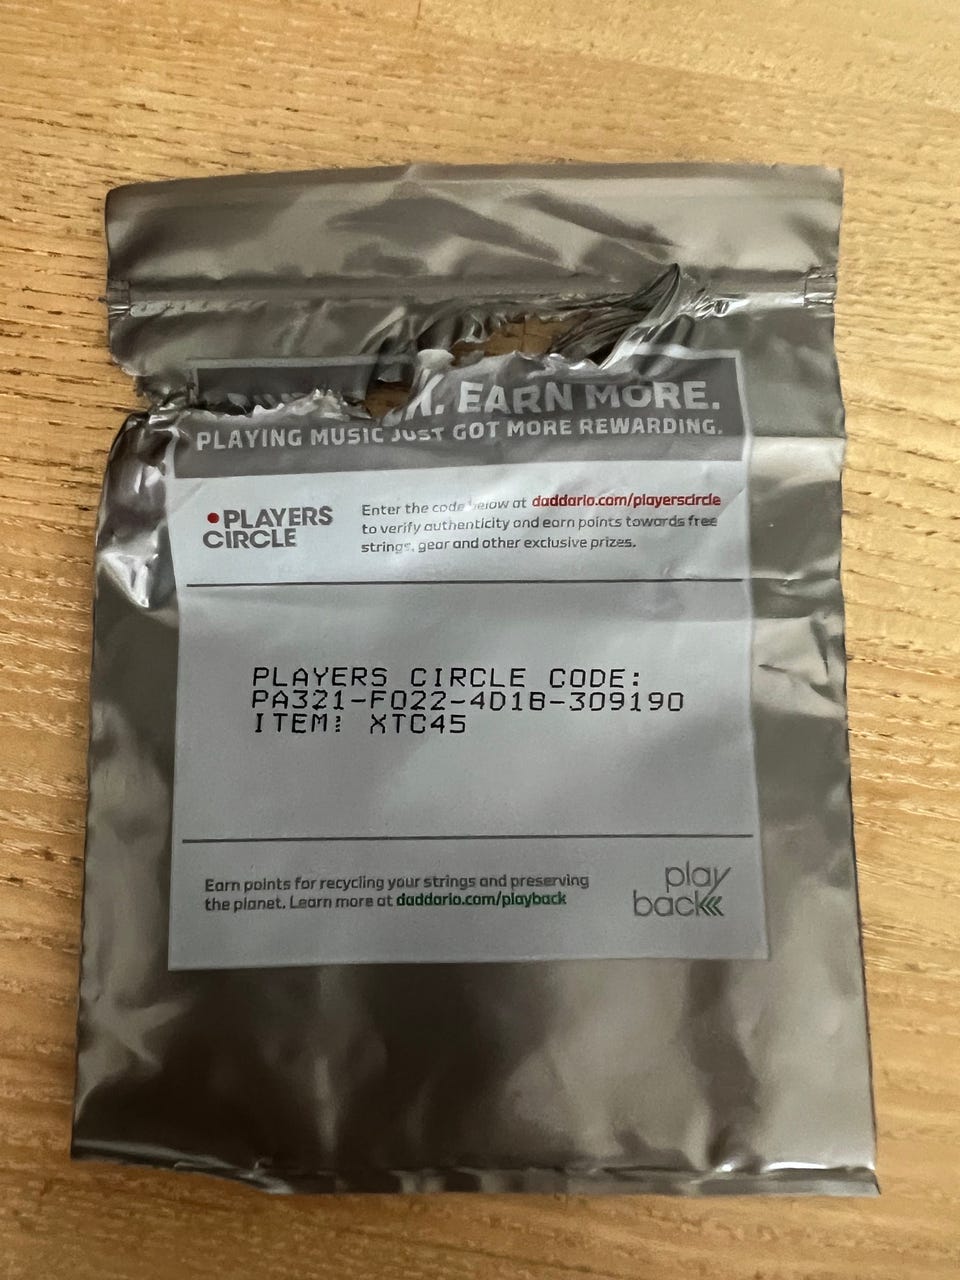 EARN MORE.
PLAYING MUSIC JUST GOT MORE REWARDING.
PLAYERS
CIRCLE
Enter the code below at daddario.com/playerscircle
to verify authenticity and earn points towards free
strings, gear and other exclusive prizes.
PLAYERS CIRCLE CODE:
PA321-F022-4D1B-309190
ITEM: XTC45
Earn points for recycling your strings and preserving
the planet. Learn more at daddario.com/playback
play
back